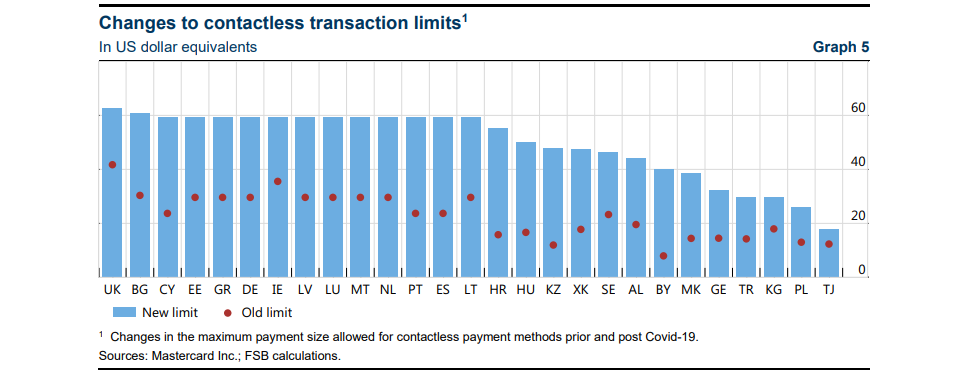 Changes to contactless transaction limits1
In US dollar equivalents Graph 5
60
40
20
0
UK BG CY EE GR DE IE LV LU MT NL PT ES LT HR HU KZ XK SE AL BY MK GE TR KG PL TJ
New limit Old limit
1 Changes in the maximum payment size allowed for contactless payment methods prior and post Covid-19.
Sources: Mastercard Inc.; FSB calculations.